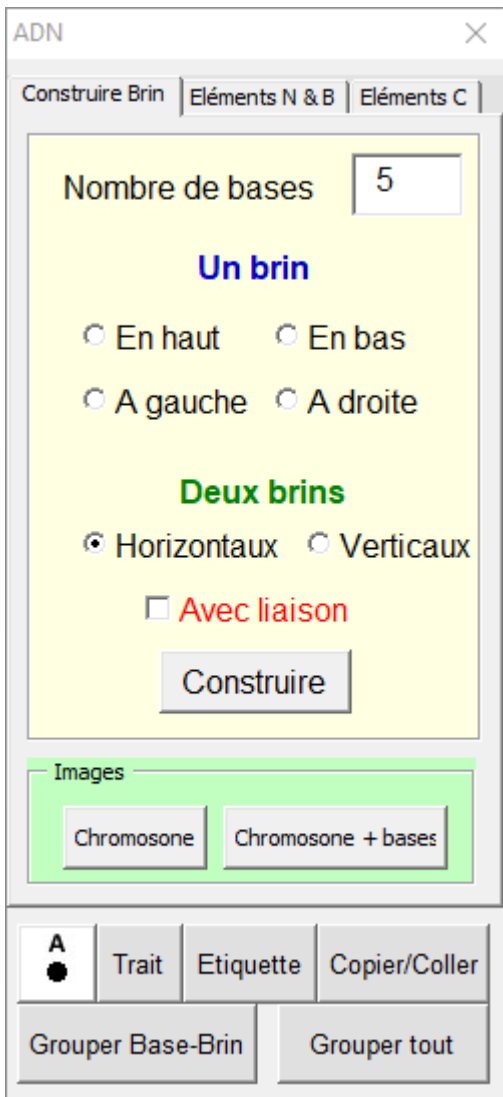 ADN
Construire Brin Eléments N & B Eléments C
Nombre de bases 5
Un brin
En haut En bas
A gauche A droite
Deux brins
Horizontaux Verticaux
Avec liaison
Construire
Images
Chromosone Chromosone + bases
A Trait Etiquette Copier/Coller
Grouper Base-Brin Grouper tout